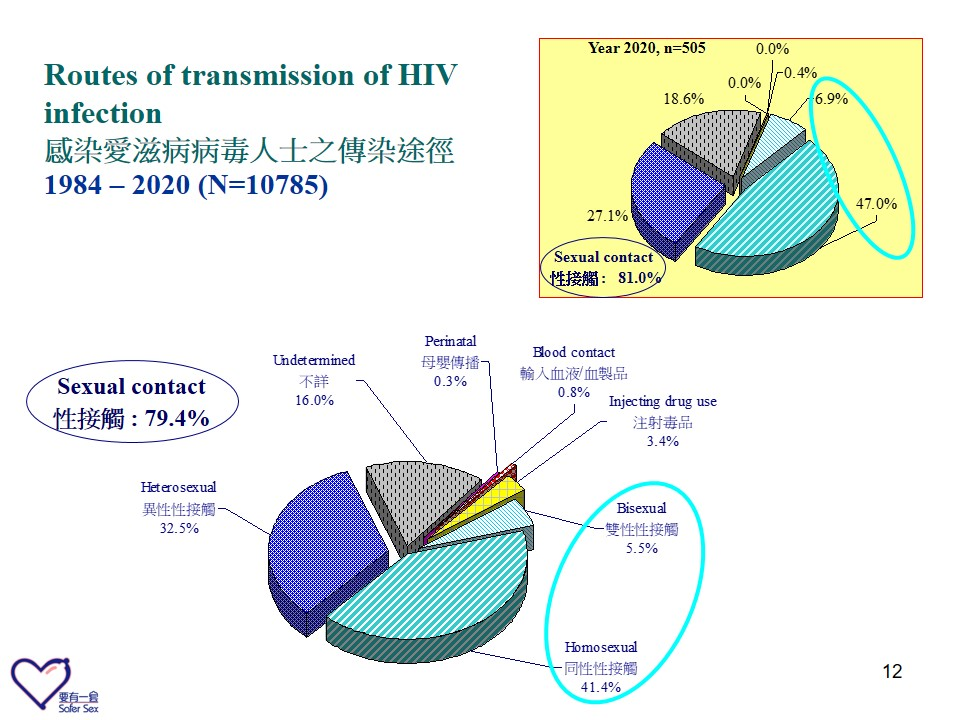 Routes of transmission of HIV
infection
感染愛滋病病毒人士之傳染途徑
1984 – 2020 (N=10785)
Year 2020, n=505
0.0%
0.4%
0.0%
6.9%
18.6%
47.0%
27.1%
Sexual contact
性接觸 : 81.0%
Sexual contact
性接觸 : 79.4%
Undetermined
不詳
16.0%
Perinatal
母嬰傳播
0.3%
Blood contact
輸入血液/血製品
0.8%
Injecting drug use
注射毒品
3.4%
Heterosexual
異性性接觸
32.5%
Bisexual
雙性性接觸
5.5%
Homosexual
同性性接觸
41.4%
要有一套
Safer Sex
12